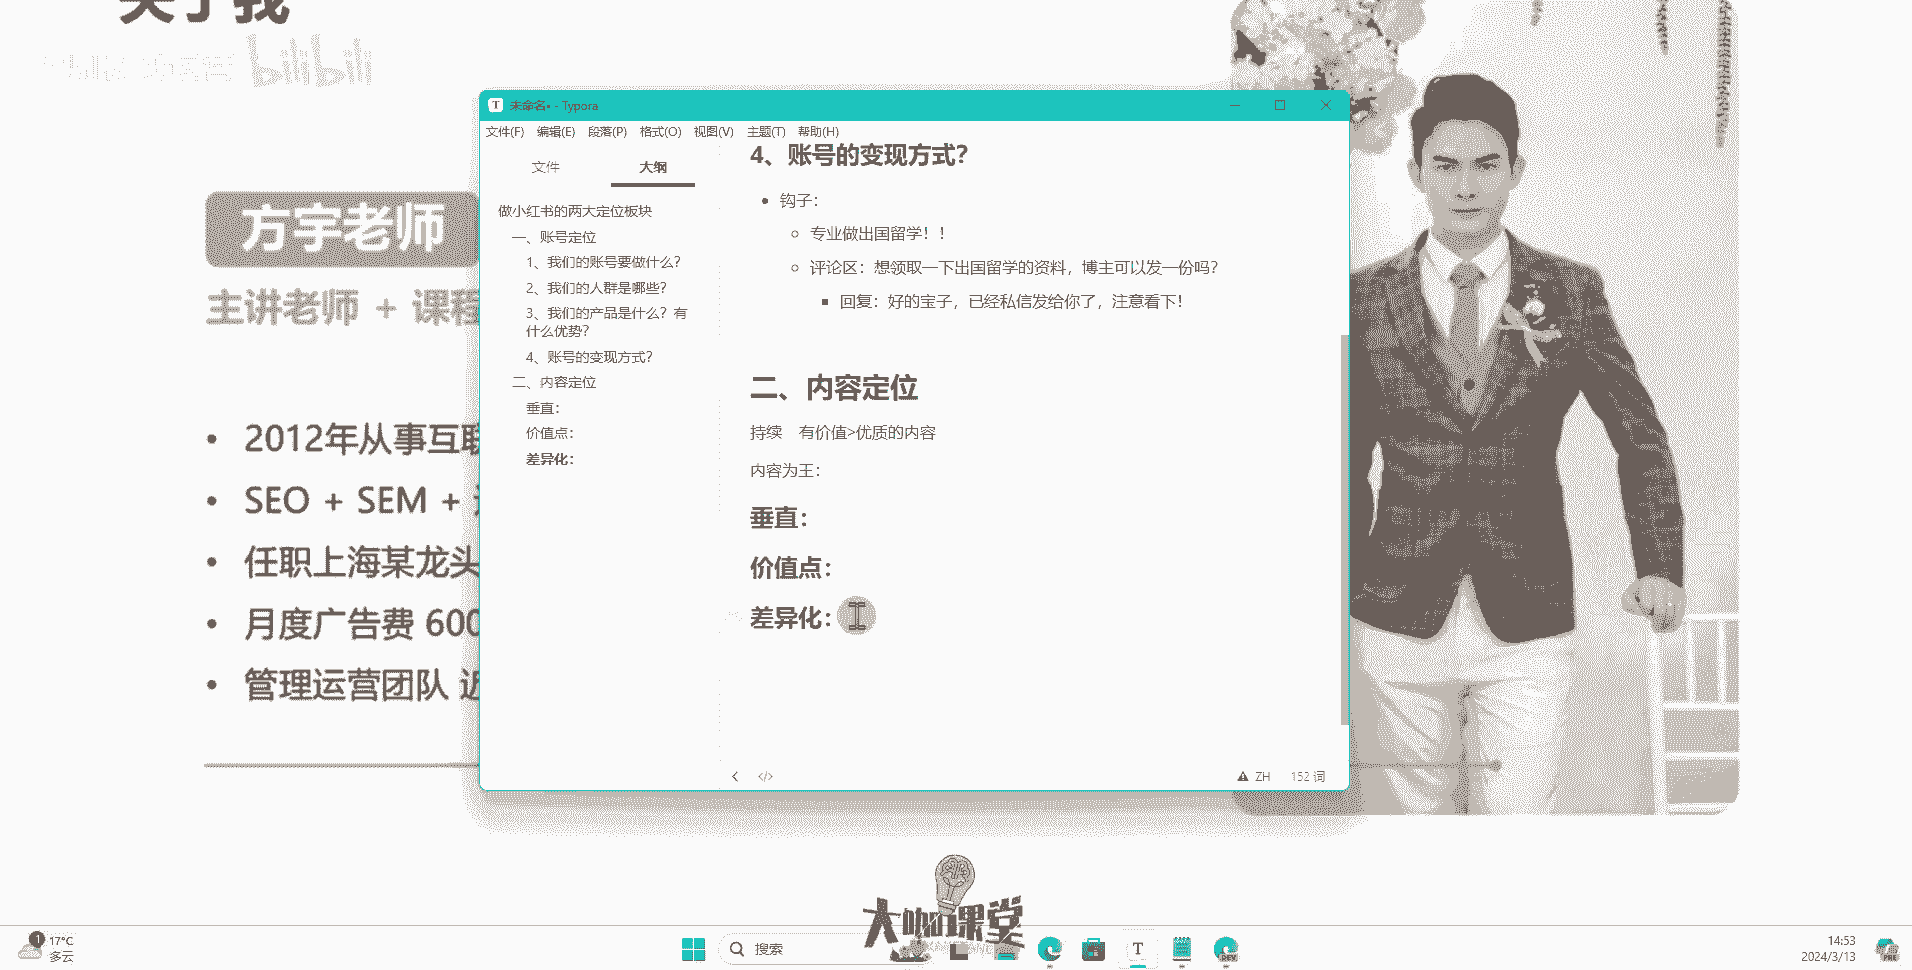 关于我
bilibili
方宇老师
主讲老师 + 课程
• 2012年从事互联
• SEO + SEM +
• 任职上海某龙头
• 月度广告费 600
• 管理运营团队 近
T 未命名• - Typora
文件(F) 编辑(E) 段落(P) 格式(O) 视图(V) 主题(T) 帮助(H)
文件 大纲
做小红书的两大定位板块
一、账号定位
1、我们的账号要做什么？
2、我们的人群是哪些？
3、我们的产品是什么？有
什么优势？
4、账号的变现方式？
二、内容定位
垂直：
价值点：
差异化：
4、账号的变现方式？
• 钩子：
专业做出国留学！！
评论区：想领取一下出国留学的资料，博主可以发一份吗？
回复：好的宝子，已经私信发给你了，注意看下！
二、内容定位
持续 有价值>优质的内容
内容为王：
垂直：
价值点：
差异化：
</> ZH 152 词
大咖课堂
1 17°C
多云
搜索
T
DEV
14:53
2024/3/13
PRE